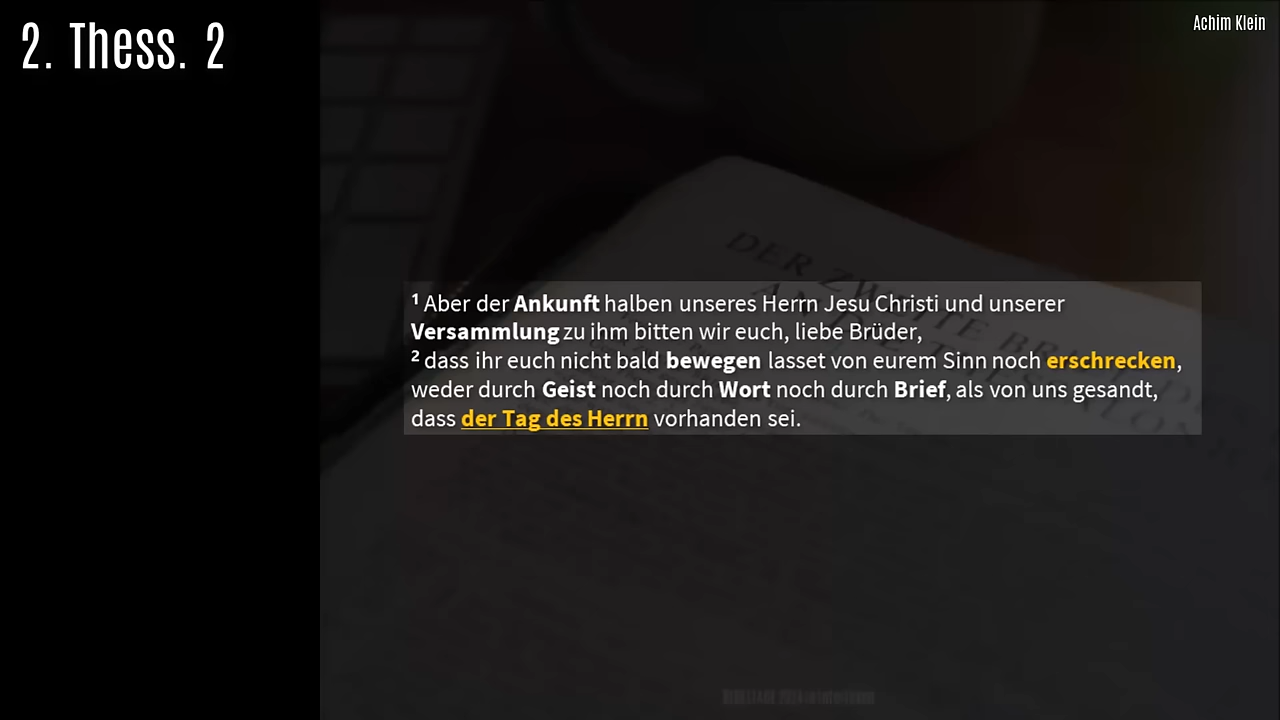 2. Thess. 2
Achim Klein
¹ Aber der Ankunft halben unseres Herrn Jesu Christi und unserer
Versammlung zu ihm bitten wir euch, liebe Brüder,
² dass ihr euch nicht bald bewegen lasset von eurem Sinn noch erschrecken,
weder durch Geist noch durch Wort noch durch Brief, als von uns gesandt,
dass der Tag des Herrn vorhanden sei.
DER ZWEITE BRIEF